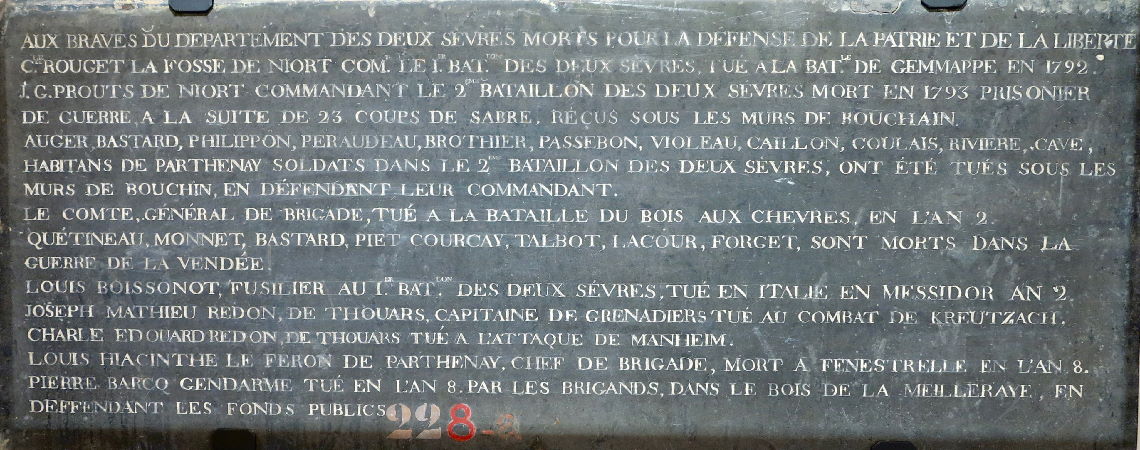 AUX BRAVES DU DEPARTEMENT DES DEUX SÈVRES MORTS POUR LA DÉFENSE DE LA PATRIE ET DE LA LIBERTÉ
C.LE ROUGET LA FOSSE DE NIORT COM. LE 1.ER BAT.LON DES DEUX SÈVRES, TUÉ A LA BAT.LE DE GEMMAPPE EN 1792.
J. G. PROUTS DE NIORT COMMANDANT LE 2.EME BATAILLON DES DEUX SEVRES MORT EN 1793 PRISONIER
DE GUERRE A LA SUITE DE 23 COUPS DE SABRE, RÉCUS SOUS LES MURS DE BOUCHAIN.
AUGER, BASTARD, PHILIPPON, PERAUDEAU, BROTHIER, PASSEBON, VIOLEAU, CAILLON, COULAIS, RIVIERE, CAVE,
HABITANS DE PARTHENAY SOLDATS DANS LE 2.EME BATAILLON DES DEUX SÈVRES, ONT ÉTÉ TUÉS SOUS LES
MURS DE BOUCHIN, EN DÉFENDENT LEUR COMMANDANT.
LE COMTE, GÉNÉRAL DE BRIGADE, TUÉ A LA BATAILLE DU BOIS AUX CHEVRES, EN L'AN 2.
QUÉTINEAU, MONNET, BASTARD, PIET COURCAY, TALBOT, LACOUR, FORGET, SONT MORTS DANS LA
GUERRE DE LA VENDÉE.
LOUIS BOISSONOT, FUSILIER AU 1.ER BAT.LON DES DEUX SÉVRES, TUÉ EN ITALIE EN MESSIDOR AN 2.
JOSEPH MATHIEU REDON, DE THOUARS, CAPITAINE DE GRENADIERS TUÉ AU COMBAT DE KREUTZACH.
CHARLE EDOUARD REDON, DE THOUARS TUÉ A L'ATTAQUE DE MANHEIM.
LOUIS HIACINTHE LE FERON DE PARTHENAY, CHEF DE BRIGADE, MORT A FENESTRELLE EN L'AN 8.
PIERRE BARCQ GENDARME TUÉ EN L'AN 8. PAR LES BRIGANDS, DANS LE BOIS DE LA MEILLERAYE, EN
DEFFENDANT LES FONDS PUBLICS
228